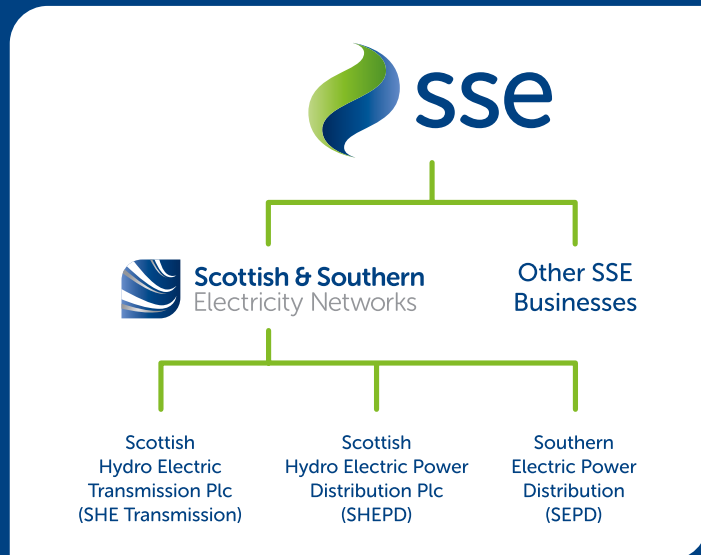 sse
Scottish & Southern
Electricity Networks
Other SSE
Businesses
Scottish
Hydro Electric
Transmission Plc
(SHE Transmission)
Scottish
Hydro Electric Power
Distribution Plc
(SHEPD)
Southern
Electric Power
Distribution
(SEPD)